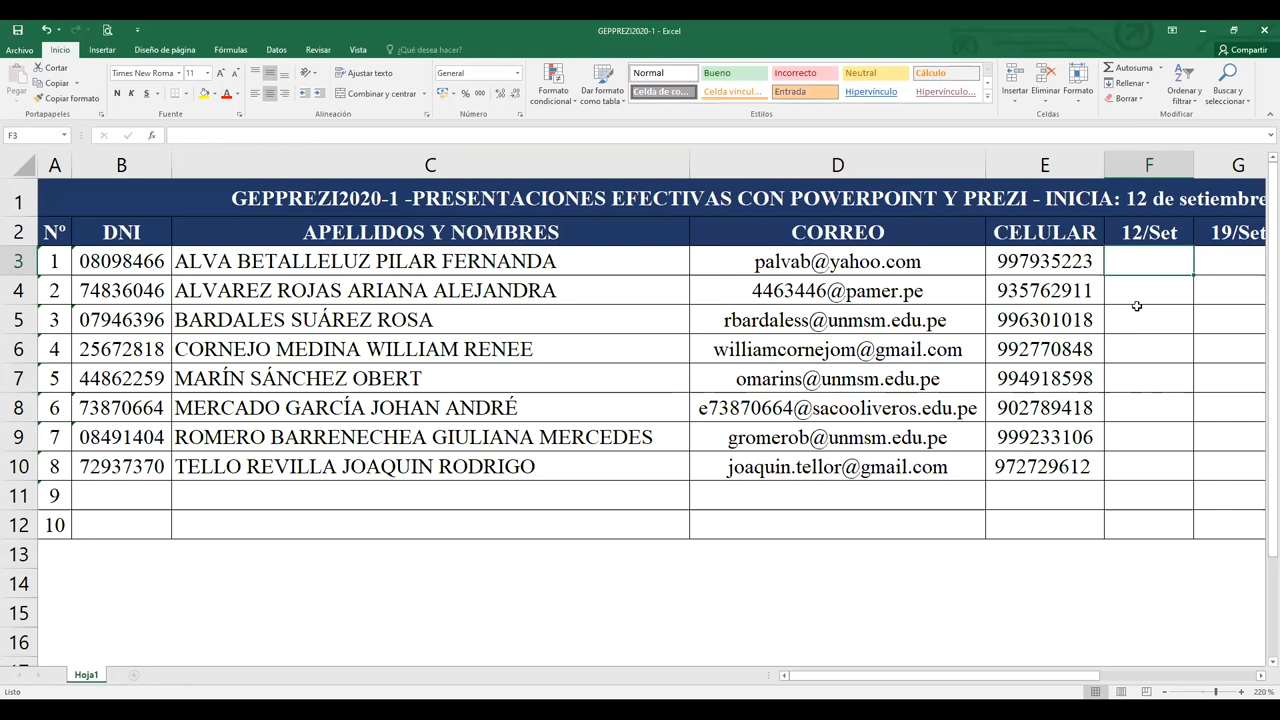 GEPPREZI2020-1 - Excel
Archivo Inicio Insertar Diseño de página Fórmulas Datos Revisar Vista ¿Qué desea hacer? Compartir
Pegar
Cortar
Copiar
Copiar formato
Portapapeles
Times New Roma 11
N K S
Fuente
Ajustar texto
Combinar y centrar
Alineación
General
% 000
Número
Formato condicional
Dar formato como tabla
Normal Bueno Incorrecto Neutral Cálculo
Celda de co... Celda vincul... Entrada Hipervínculo Hipervínculo...
Estilos
Insertar Eliminar Formato
Celdas
Autosuma
Rellenar
Borrar
Ordenar y filtrar
Buscar y seleccionar
Modificar
F3 fx
A B C D E F G
1 GEPPREZI2020-1 -PRESENTACIONES EFECTIVAS CON POWERPOINT Y PREZI - INICIA: 12 de setiembre
2 Nº DNI APELLIDOS Y NOMBRES CORREO CELULAR 12/Set 19/Set
3 1 08098466 ALVA BETALLELUZ PILAR FERNANDA palvab@yahoo.com 997935223
4 2 74836046 ALVAREZ ROJAS ARIANA ALEJANDRA 4463446@pamer.pe 935762911
5 3 07946396 BARDALES SUÁREZ ROSA rbardaless@unmsm.edu.pe 996301018
6 4 25672818 CORNEJO MEDINA WILLIAM RENEE williamcornejom@gmail.com 992770848
7 5 44862259 MARÍN SÁNCHEZ OBERT omarins@unmsm.edu.pe 994918598
8 6 73870664 MERCADO GARCÍA JOHAN ANDRÉ e73870664@sacooliveros.edu.pe 902789418
9 7 08491404 ROMERO BARRENECHEA GIULIANA MERCEDES gromerob@unmsm.edu.pe 999233106
10 8 72937370 TELLO REVILLA JOAQUIN RODRIGO joaquin.tellor@gmail.com 972729612
11 9
12 10
13
14
15
16
Hoja1
Listo 220 %